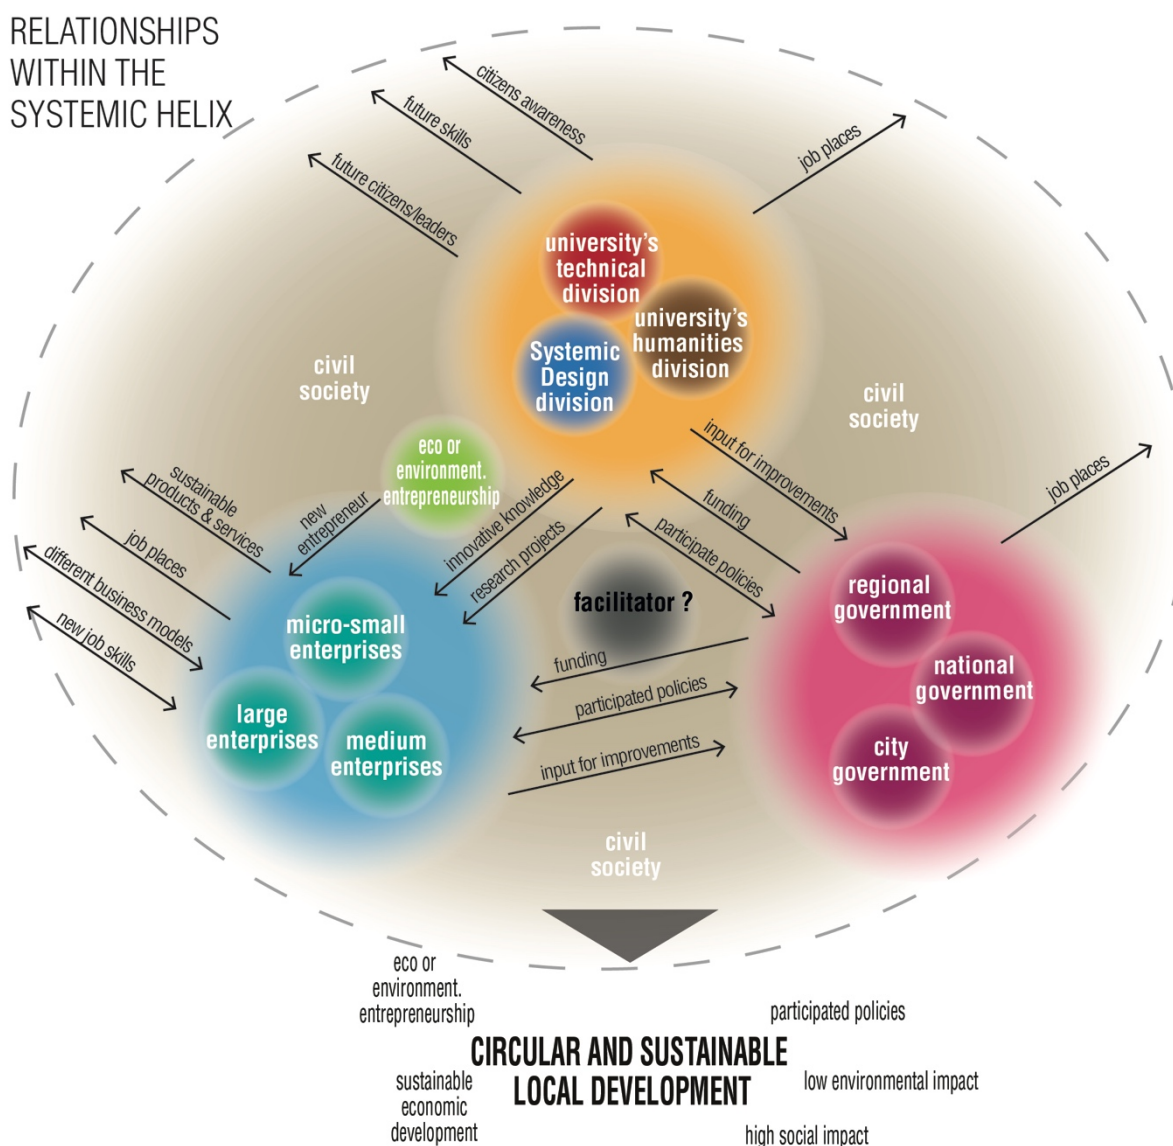 RELATIONSHIPS
WITHIN THE
SYSTEMIC HELIX
citizens awareness
future skills
future citizens/leaders
job places
university's
technical
division
university's
humanities
division
Systemic
Design
division
civil
society
civil
society
eco or
environment.
entrepreneurship
input for improvements
funding
participate policies
job places
sustainable
products & services
job places
different business models
new job skills
new
entrepreneur
innovative knowledge
research projects
facilitator ?
regional
government
national
government
city
government
micro-small
enterprises
large
enterprises
medium
enterprises
funding
participated policies
input for improvements
civil
society
eco or
environment.
entrepreneurship
participated policies
CIRCULAR AND SUSTAINABLE
LOCAL DEVELOPMENT
sustainable
economic
development
low environmental impact
high social impact